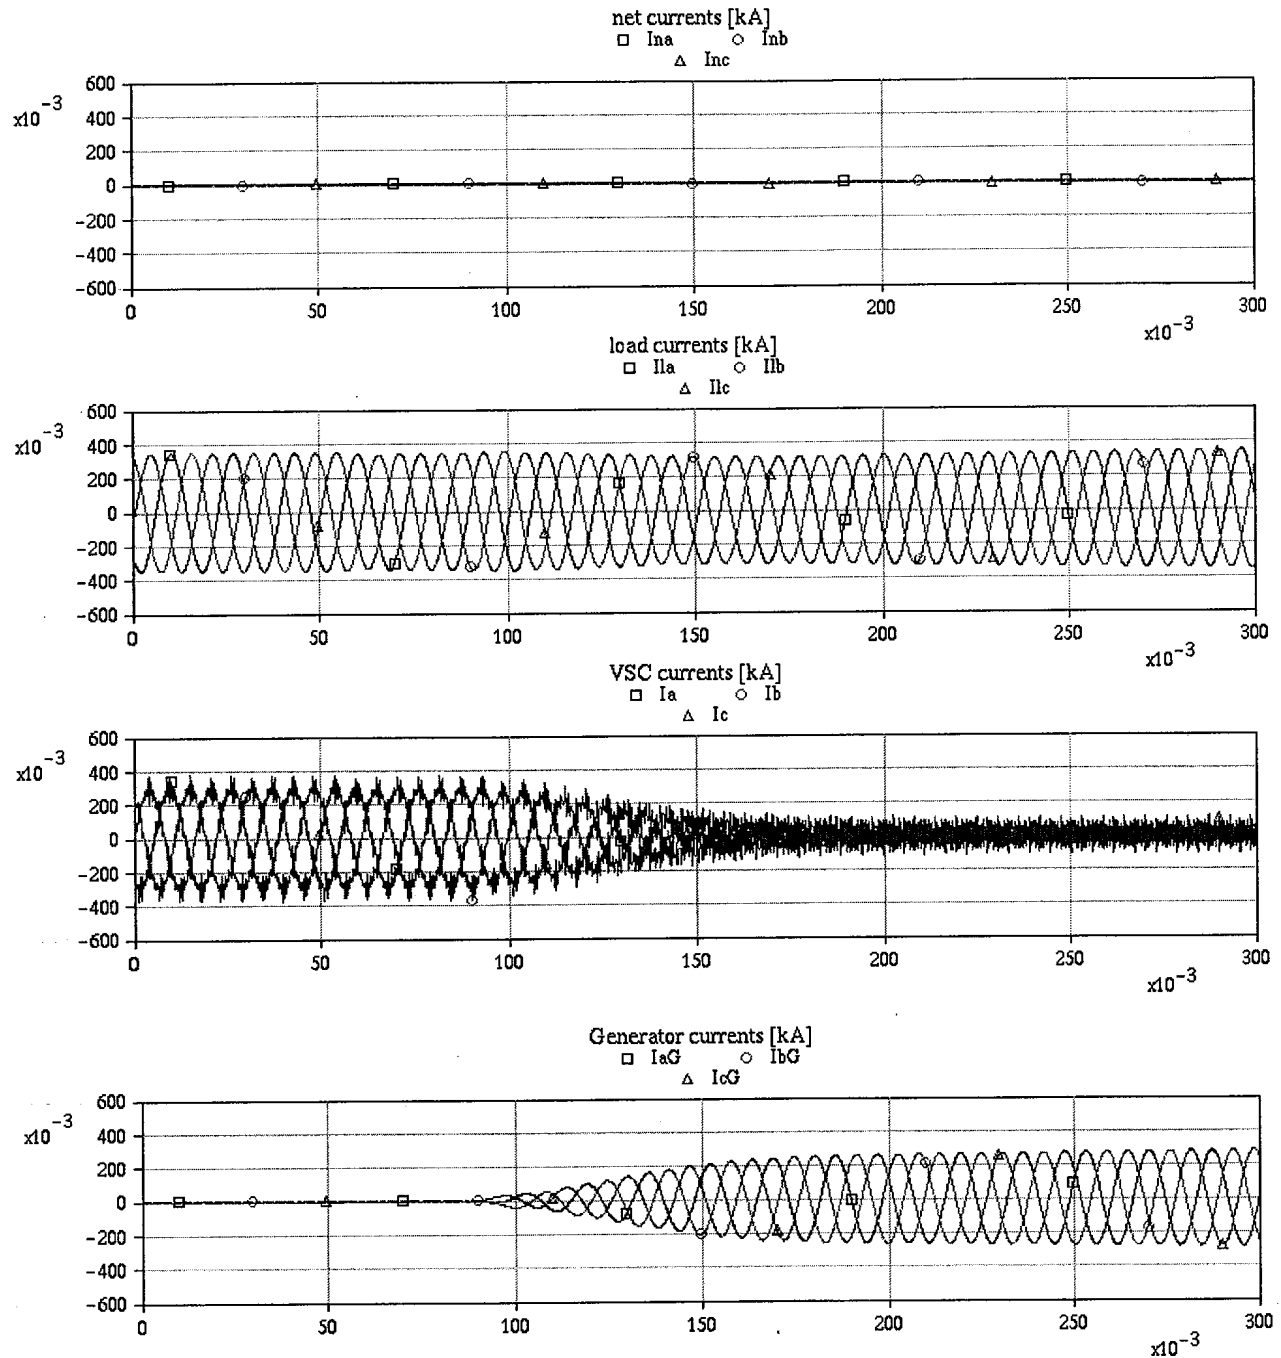 net currents [kA]
Ina Inb
Inc
600
x10 -3
400
200
0
-200
-400
-600
0 50 100 150 200 250 300
x10 -3
load currents [kA]
Ila Ilb
Ilc
600
x10 -3
400
200
0
-200
-400
-600
0 50 100 150 200 250 300
x10 -3
VSC currents [kA]
Ia Ib
Ic
600
x10 -3
400
200
0
-200
-400
-600
0 50 100 150 200 250 300
x10 -3
Generator currents [kA]
IaG IbG
IcG
600
x10 -3
400
200
0
-200
-400
-600
0 50 100 150 200 250 300
x10 -3